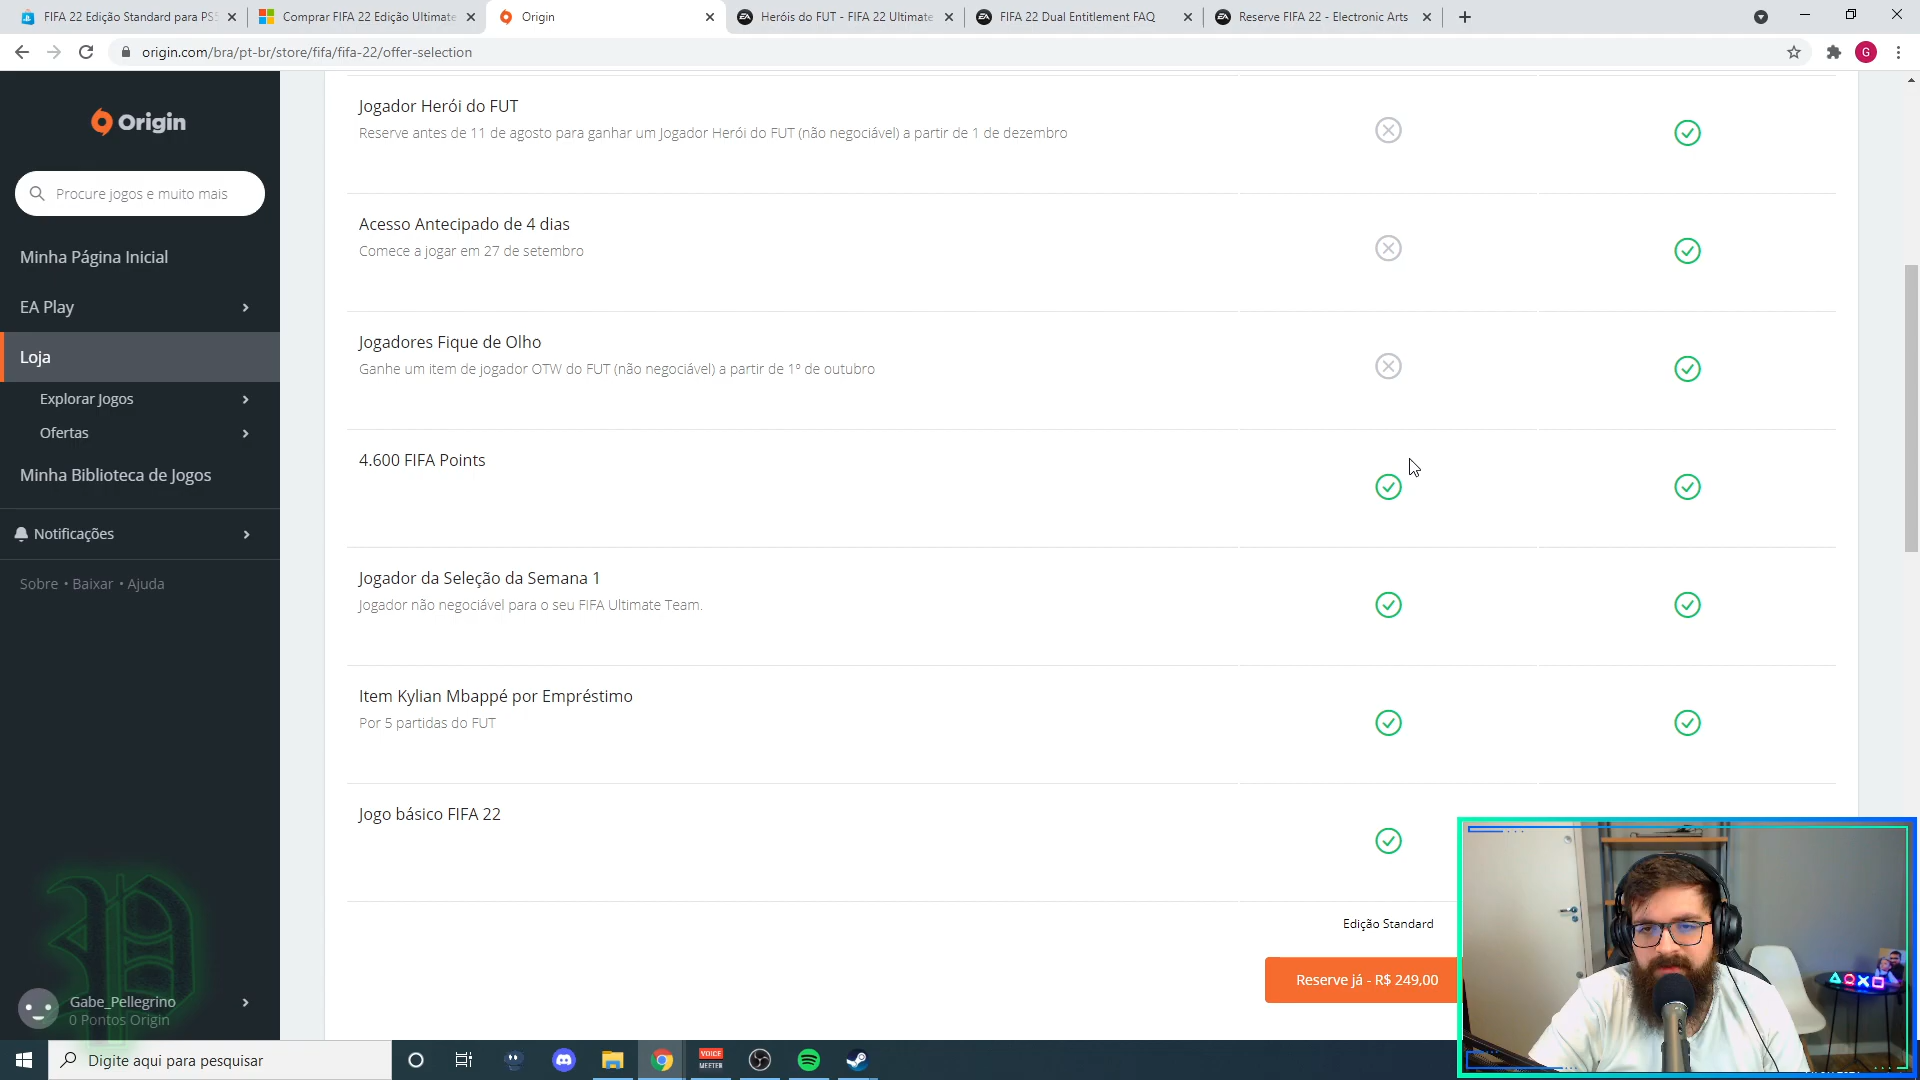 FIFA 22 Edição Standard para PS5
Comprar FIFA 22 Edição Ultimate
Origin
Heróis do FUT - FIFA 22 Ultimate
FIFA 22 Dual Entitlement FAQ
Reserve FIFA 22 - Electronic Arts
origin.com/bra/pt-br/store/fifa/fifa-22/offer-selection
G
Origin
Procure jogos e muito mais
Minha Página Inicial
EA Play
Loja
Explorar Jogos
Ofertas
Minha Biblioteca de Jogos
Notificações
Sobre • Baixar • Ajuda
Gabe_Pellegrino
0 Pontos Origin
Jogador Herói do FUT
Reserve antes de 11 de agosto para ganhar um Jogador Herói do FUT (não negociável) a partir de 1 de dezembro
Acesso Antecipado de 4 dias
Comece a jogar em 27 de setembro
Jogadores Fique de Olho
Ganhe um item de jogador OTW do FUT (não negociável) a partir de 1º de outubro
4.600 FIFA Points
Jogador da Seleção da Semana 1
Jogador não negociável para o seu FIFA Ultimate Team.
Item Kylian Mbappé por Empréstimo
Por 5 partidas do FUT
Jogo básico FIFA 22
Edição Standard
Reserve já - R$ 249,00
Digite aqui para pesquisar
VOICE
MEETER